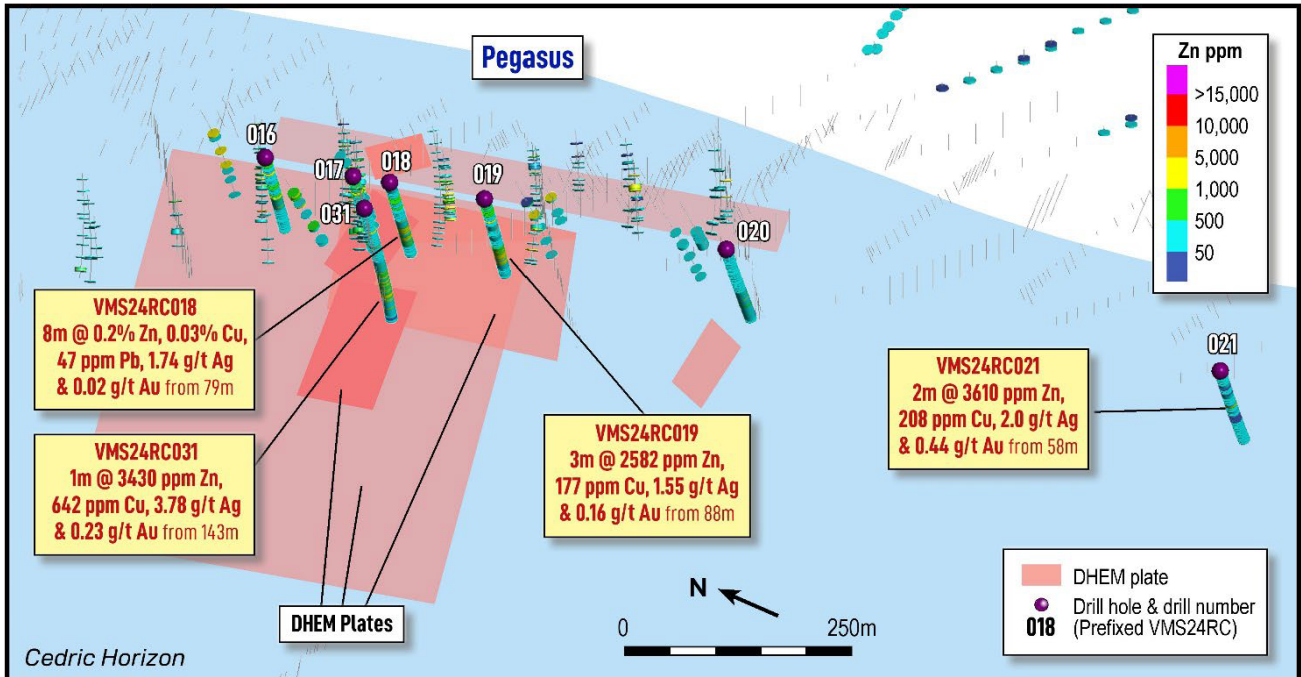 Pegasus
Zn ppm
>15,000
10,000
5,000
1,000
500
50
016
017
018
031
019
020
021
VMS24RC018
8m @ 0.2% Zn, 0.03% Cu,
47 ppm Pb, 1.74 g/t Ag
& 0.02 g/t Au from 79m
VMS24RC031
1m @ 3430 ppm Zn,
642 ppm Cu, 3.78 g/t Ag
& 0.23 g/t Au from 143m
VMS24RC019
3m @ 2582 ppm Zn,
177 ppm Cu, 1.55 g/t Ag
& 0.16 g/t Au from 88m
VMS24RC021
2m @ 3610 ppm Zn,
208 ppm Cu, 2.0 g/t Ag
& 0.44 g/t Au from 58m
DHEM Plates
N
0 250m
DHEM plate
Drill hole & drill number
018 (Prefixed VMS24RC)
Cedric Horizon